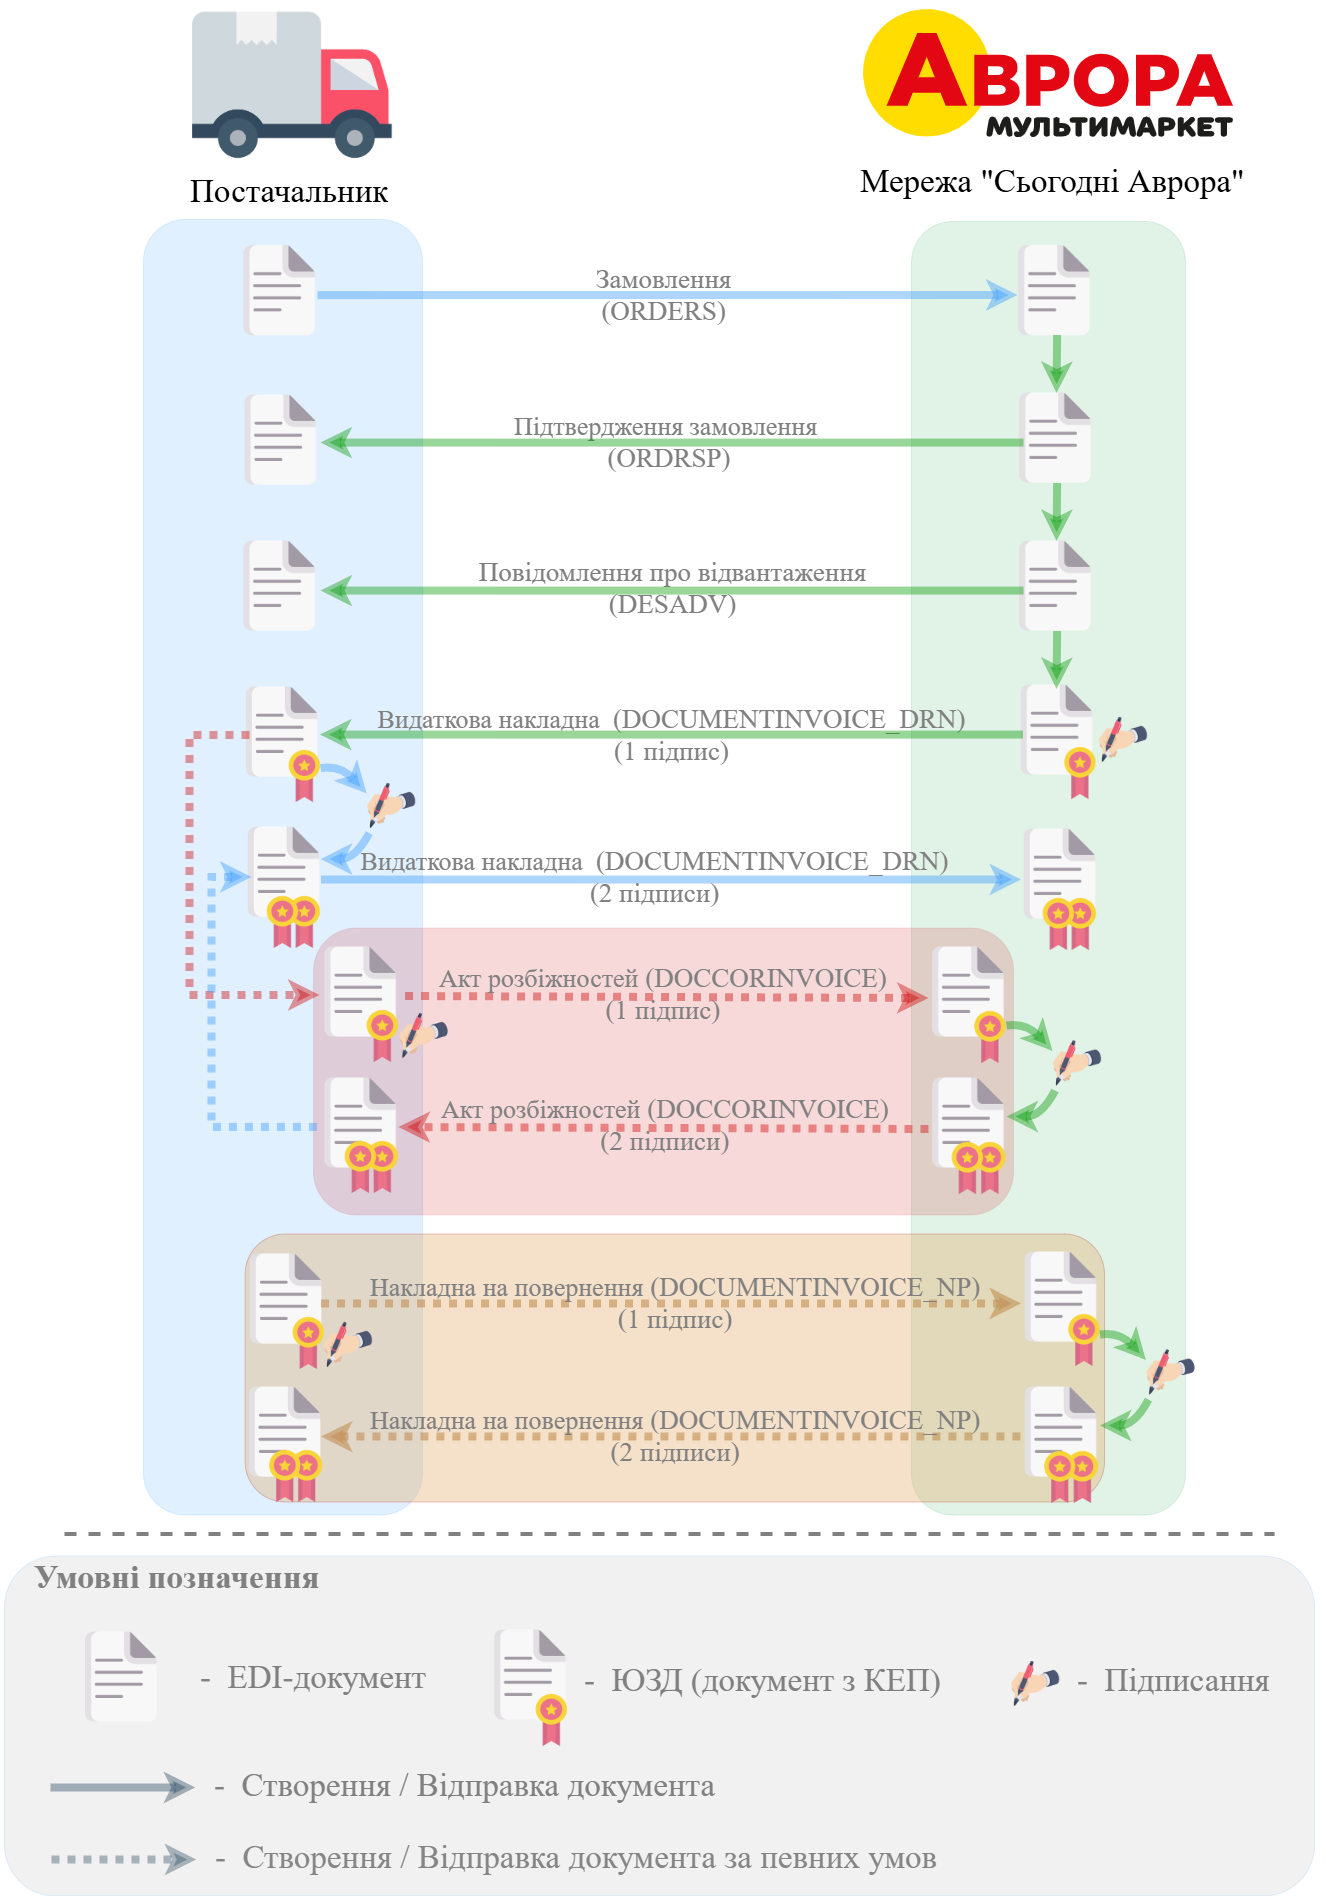 АВРОРА
МУЛЬТИМАРКЕТ
Постачальник
Мережа "Сьогодні Аврора"
Замовлення
(ORDERS)
Підтвердження замовлення
(ORDRSP)
Повідомлення про відвантаження
(DESADV)
Видаткова накладна (DOCUMENTINVOICE_DRN)
(1 підпис)
Видаткова накладна (DOCUMENTINVOICE_DRN)
(2 підписи)
Акт розбіжностей (DOCCORINVOICE)
(1 підпис)
Акт розбіжностей (DOCCORINVOICE)
(2 підписи)
Накладна на повернення (DOCUMENTINVOICE_NP)
(1 підпис)
Накладна на повернення (DOCUMENTINVOICE_NP)
(2 підписи)
Умовні позначення
- EDI-документ
- ЮЗД (документ з КЕП)
- Підписання
- Створення / Відправка документа
- Створення / Відправка документа за певних умов